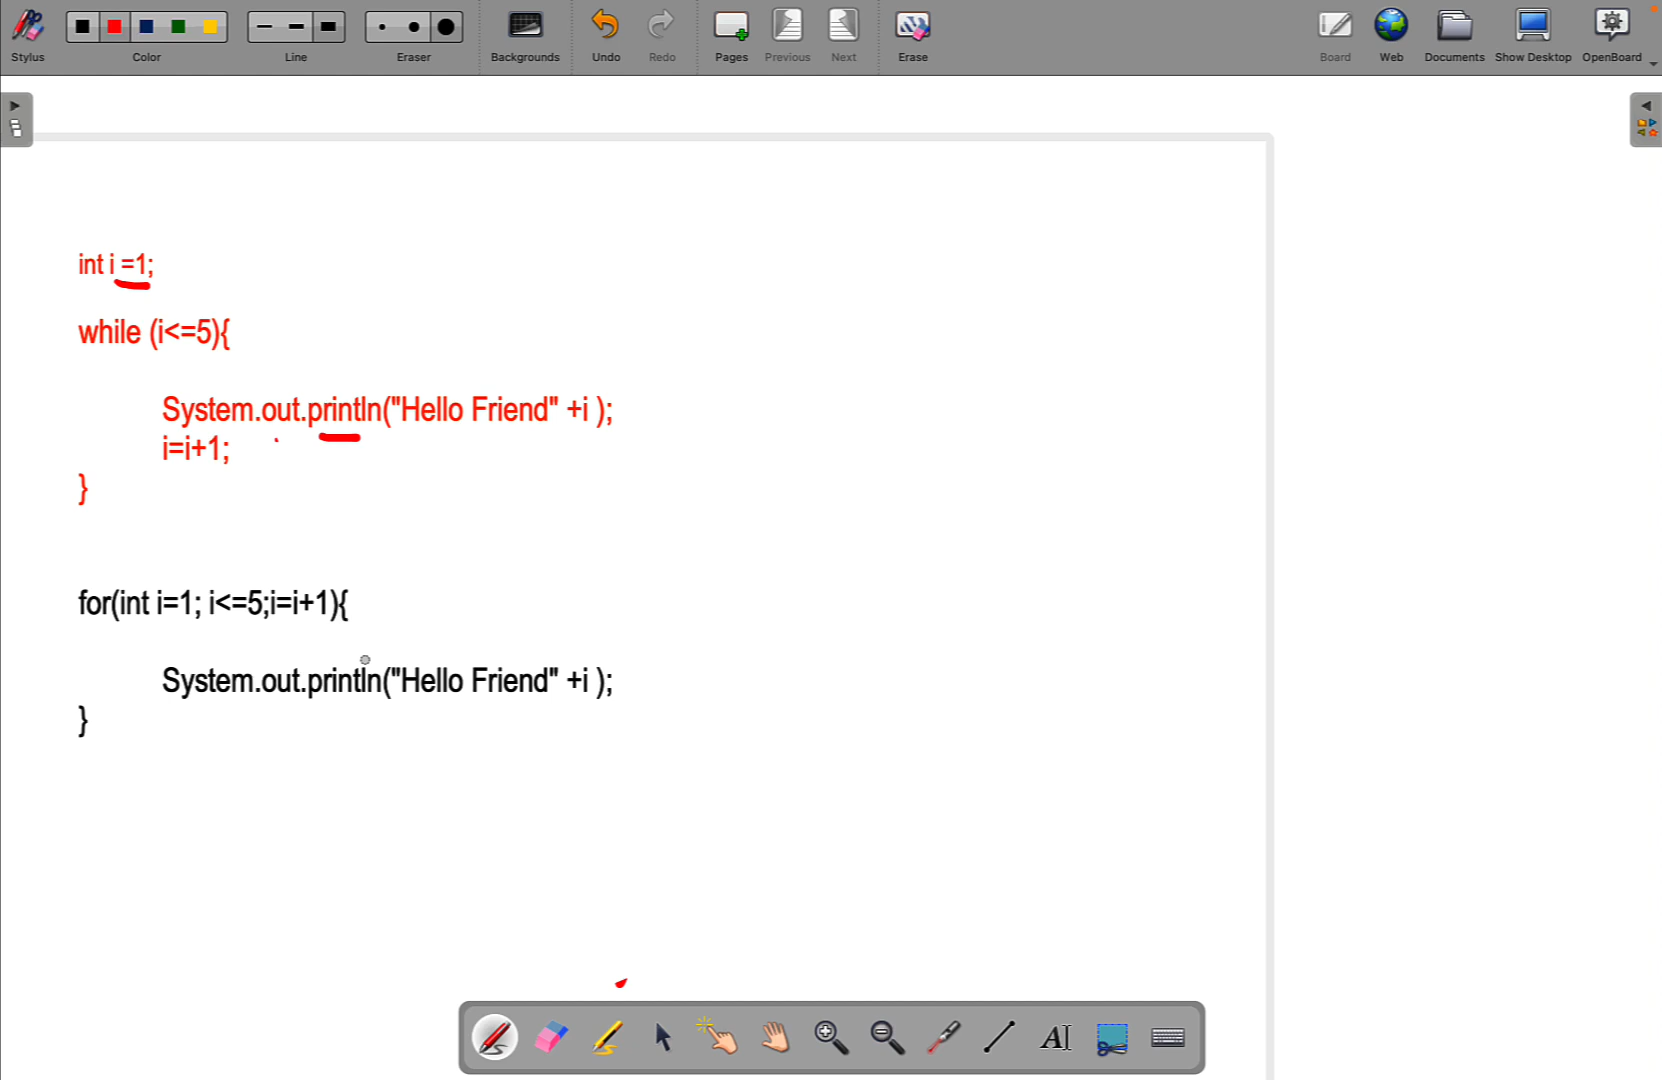 Stylus Color Line Eraser Backgrounds Undo Redo Pages Previous Next Erase Board Web Documents Show Desktop OpenBoard
int i =1;
while (i<=5){
System.out.println("Hello Friend" +i );
i=i+1;
}
for(int i=1; i<=5;i=i+1){
System.out.println("Hello Friend" +i );
}
AI